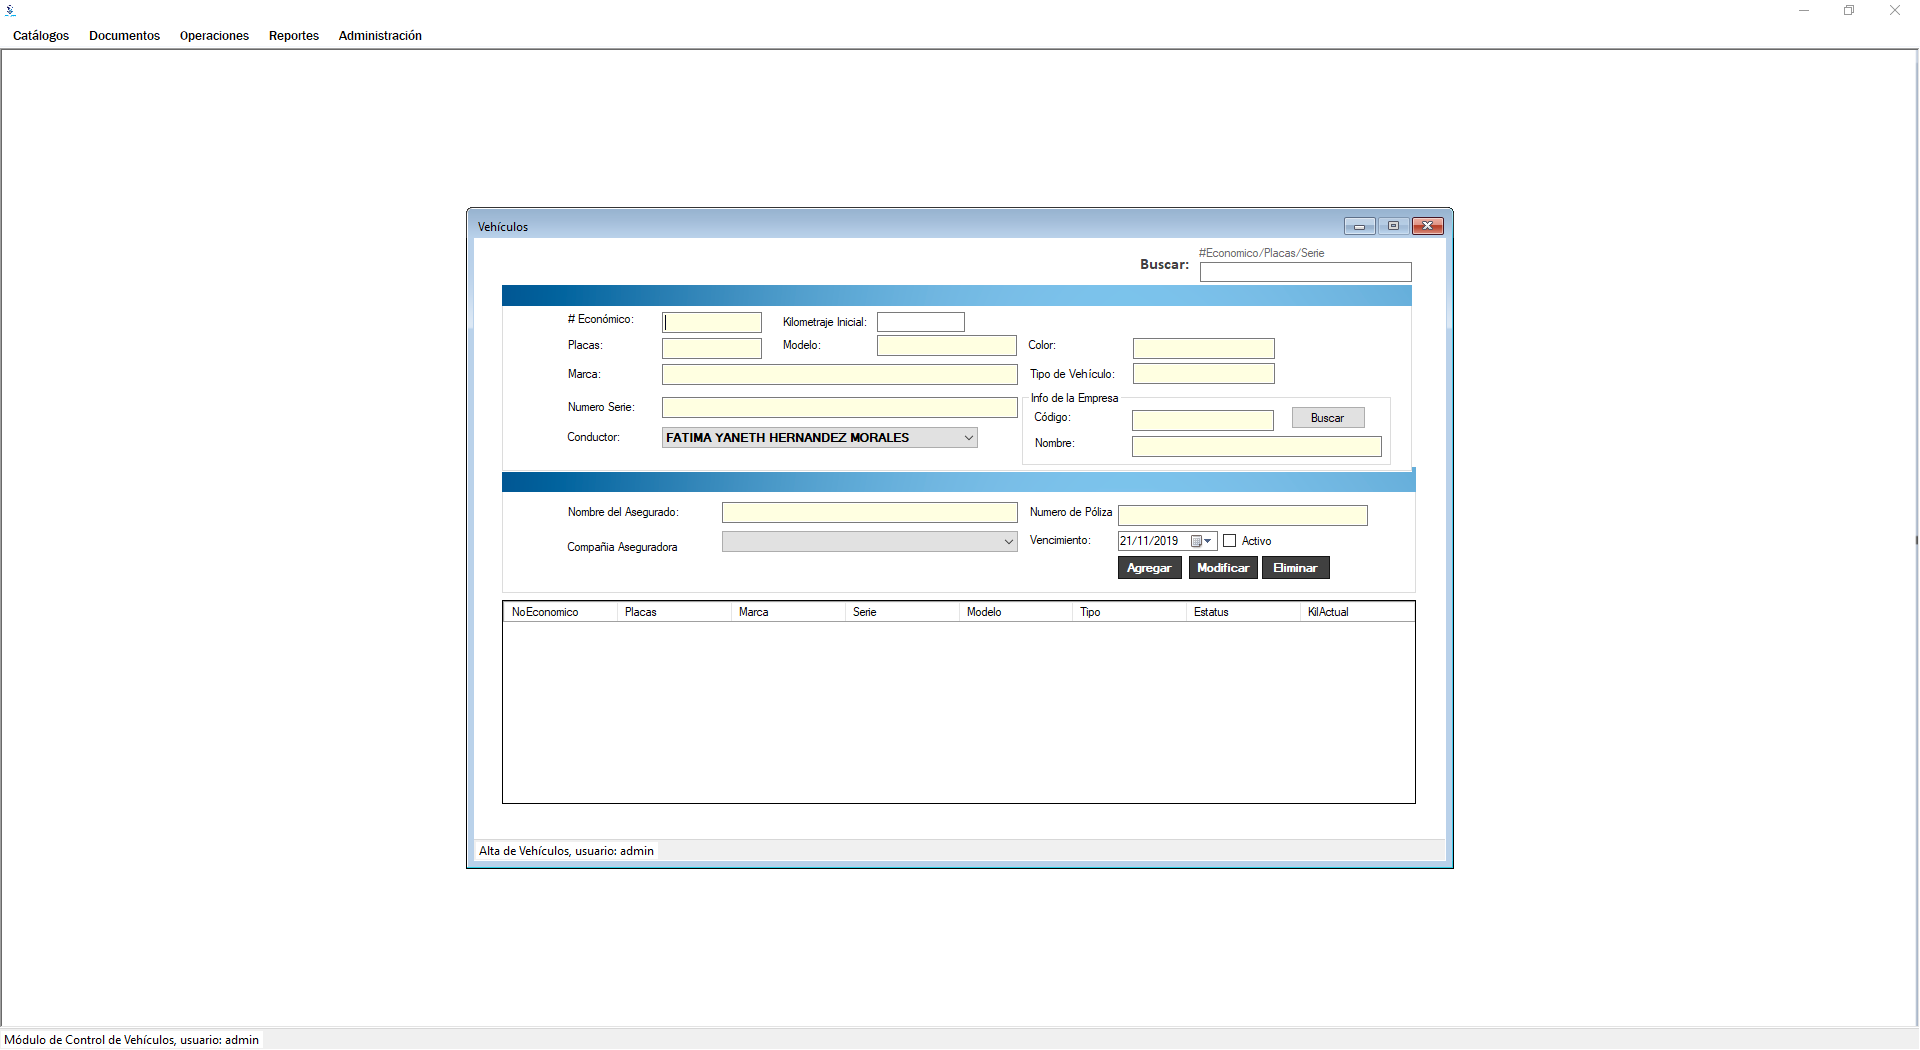 Catálogos Documentos Operaciones Reportes Administración
Vehículos
#Economico/Placas/Serie
Buscar:
# Económico: Kilometraje Inicial:
Placas: Modelo: Color:
Marca: Tipo de Vehículo:
Info de la Empresa
Numero Serie: Código: Buscar
Conductor: FATIMA YANETH HERNANDEZ MORALES Nombre:
Nombre del Asegurado: Numero de Póliza
Compañia Aseguradora Vencimiento: 21/11/2019 Activo
Agregar Modificar Eliminar
NoEconomico Placas Marca Serie Modelo Tipo Estatus KilActual
Alta de Vehículos, usuario: admin
Módulo de Control de Vehículos, usuario: admin